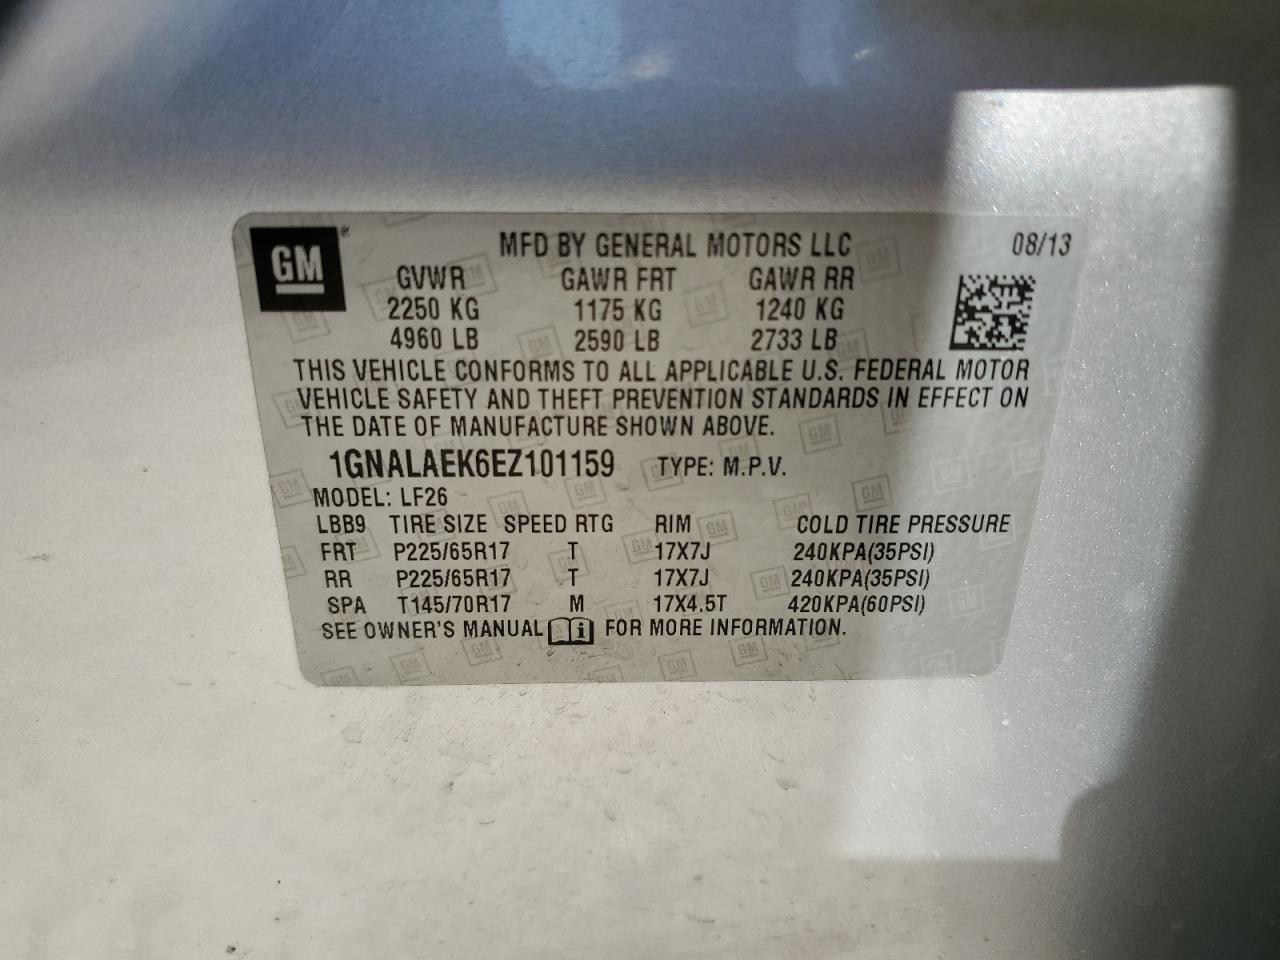 GM® MFD BY GENERAL MOTORS LLC 08/13
GVWR GAWR FRT GAWR RR
2250 KG 1175 KG 1240 KG
4960 LB 2590 LB 2733 LB
THIS VEHICLE CONFORMS TO ALL APPLICABLE U.S. FEDERAL MOTOR
VEHICLE SAFETY AND THEFT PREVENTION STANDARDS IN EFFECT ON
THE DATE OF MANUFACTURE SHOWN ABOVE.
1GNALAEK6EZ101159 TYPE: M.P.V.
MODEL: LF26
LBB9 TIRE SIZE SPEED RTG RIM COLD TIRE PRESSURE
FRT P225/65R17 T 17X7J 240KPA(35PSI)
RR P225/65R17 T 17X7J 240KPA(35PSI)
SPA T145/70R17 M 17X4.5T 420KPA(60PSI)
SEE OWNER'S MANUAL i FOR MORE INFORMATION.